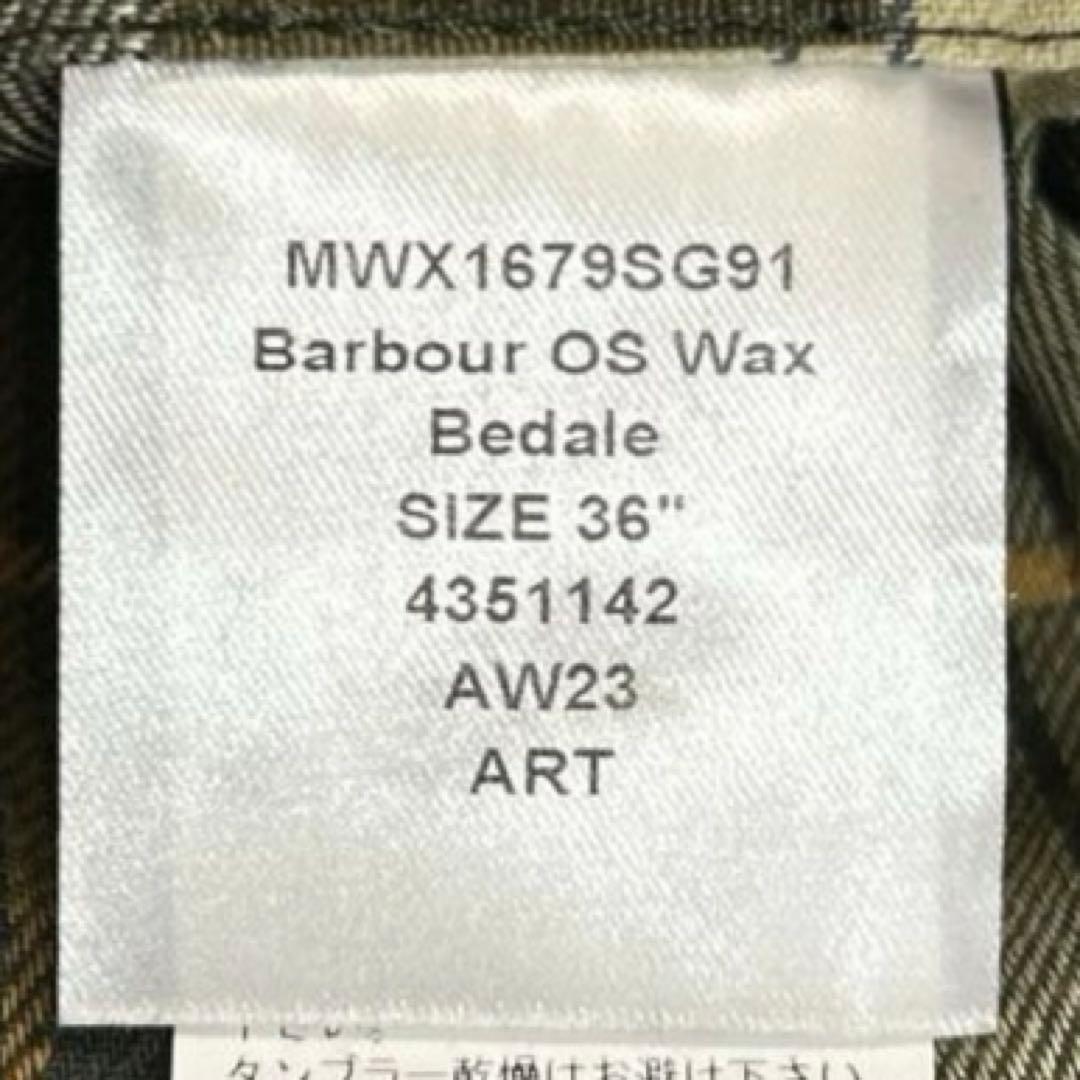 MWX1679SG91
Barbour OS Wax
Bedale
SIZE 36"
4351142
AW23
ART
タンブラー乾燥はお避け下さい